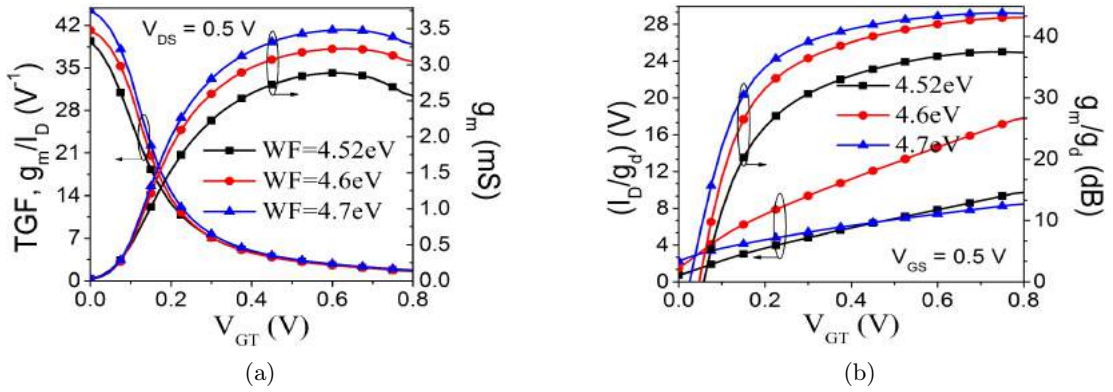 TGF, g_m/I_D (V⁻¹)
42
35
28
21
14
7
0
V_DS = 0.5 V
WF=4.52eV
WF=4.6eV
WF=4.7eV
3.5
3.0
2.5
2.0
1.5
1.0
0.5
0.0
g_m (mS)
0.0 0.2 0.4 0.6 0.8
V_GT (V)
(a)
(I_D/g_d) (V)
28
24
20
16
12
8
4
0
4.52eV
4.6eV
4.7eV
V_GS = 0.5 V
40
30
20
10
0
g_m/g_d (dB)
0.0 0.2 0.4 0.6 0.8
V_GT (V)
(b)